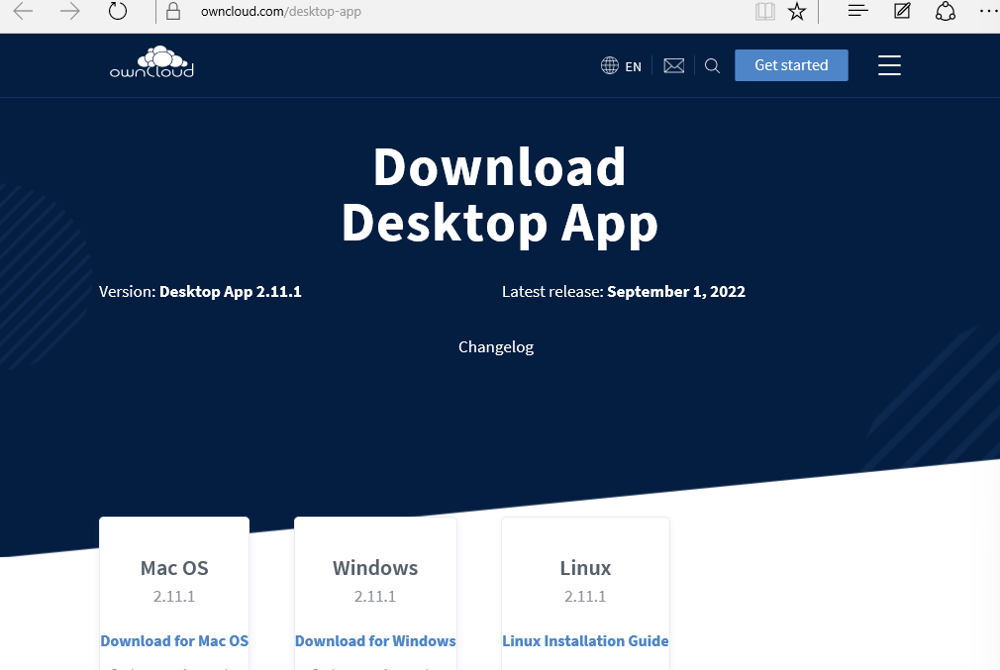 owncloud.com/desktop-app
ownCloud
EN
Get started
Download
Desktop App
Version: Desktop App 2.11.1
Latest release: September 1, 2022
Changelog
Mac OS
2.11.1
Download for Mac OS
Windows
2.11.1
Download for Windows
Linux
2.11.1
Linux Installation Guide